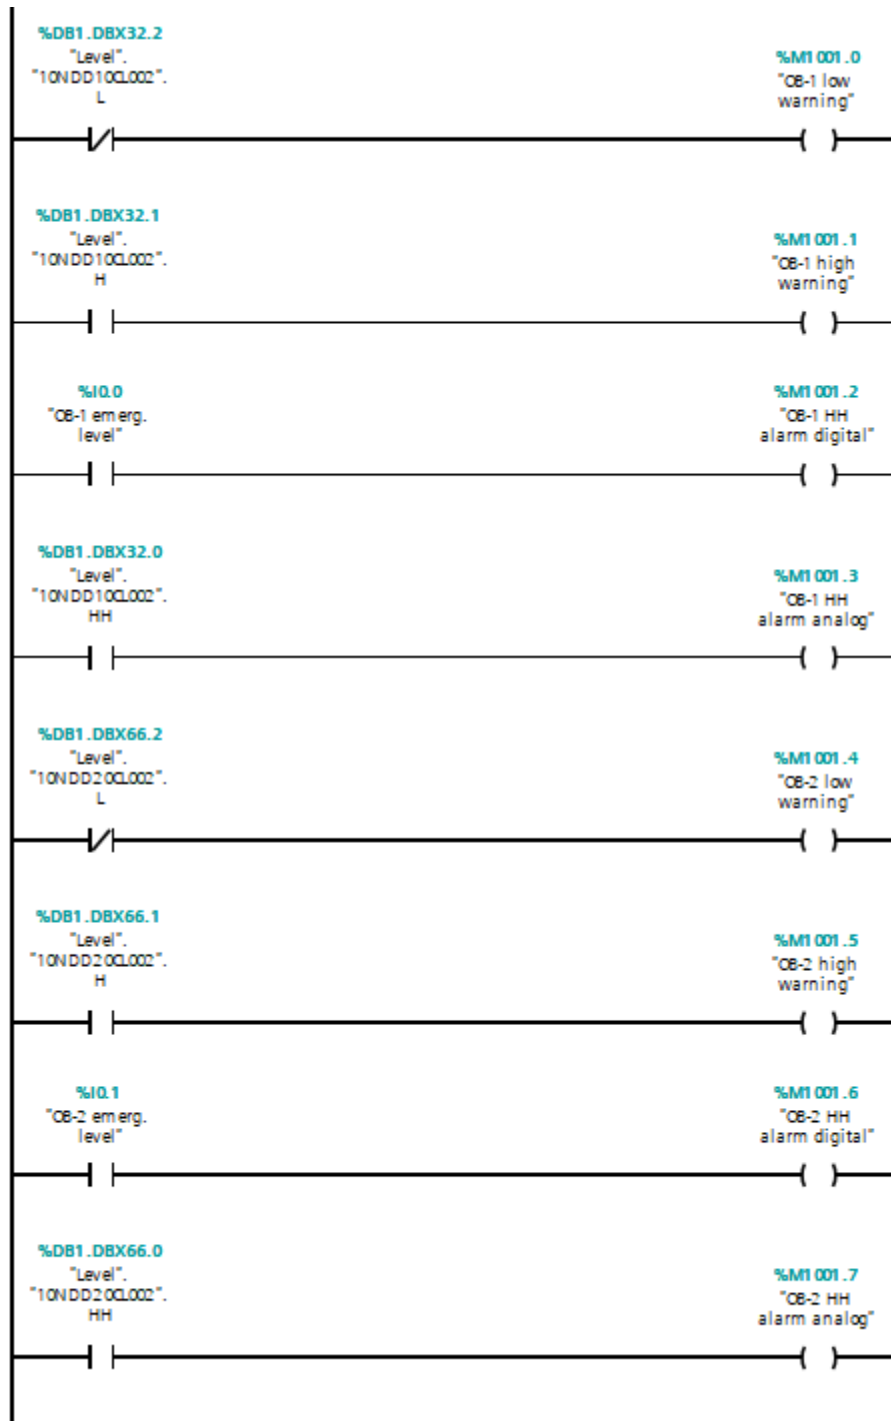 %DB1.DBX32.2
"Level".
"10NDD10CL002".
L
%M1001.0
"OB-1 low
warning"
%DB1.DBX32.1
"Level".
"10NDD10CL002".
H
%M1001.1
"OB-1 high
warning"
%I0.0
"OB-1 emerg.
level"
%M1001.2
"OB-1 HH
alarm digital"
%DB1.DBX32.0
"Level".
"10NDD10CL002".
HH
%M1001.3
"OB-1 HH
alarm analog"
%DB1.DBX66.2
"Level".
"10NDD20CL002".
L
%M1001.4
"OB-2 low
warning"
%DB1.DBX66.1
"Level".
"10NDD20CL002".
H
%M1001.5
"OB-2 high
warning"
%I0.1
"OB-2 emerg.
level"
%M1001.6
"OB-2 HH
alarm digital"
%DB1.DBX66.0
"Level".
"10NDD20CL002".
HH
%M1001.7
"OB-2 HH
alarm analog"